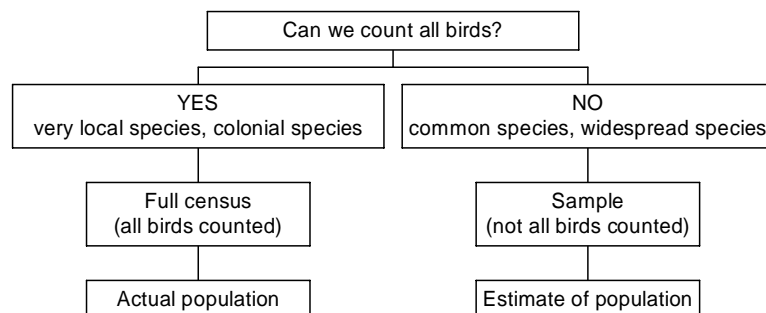 Can we count all birds?
YES
very local species, colonial species
NO
common species, widespread species
Full census
(all birds counted)
Sample
(not all birds counted)
Actual population
Estimate of population